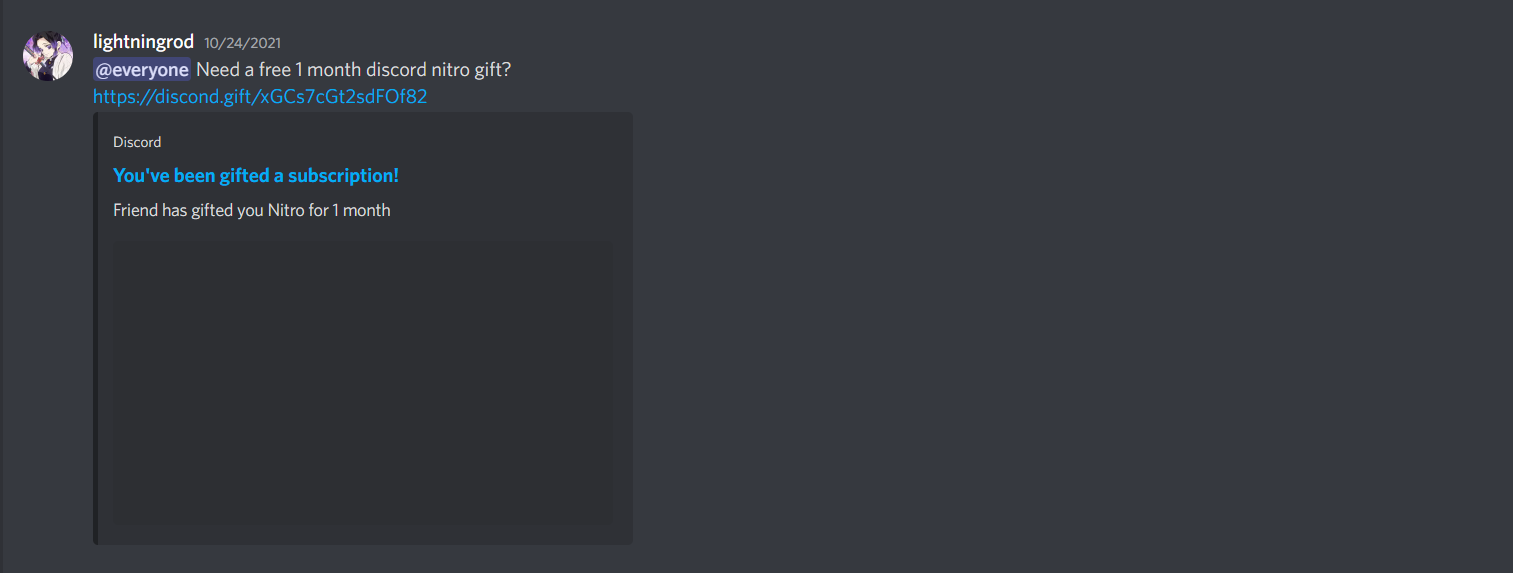 lightningrod 10/24/2021
@everyone Need a free 1 month discord nitro gift?
https://discond.gift/xGCs7cGt2sdFOf82
Discord
You've been gifted a subscription!
Friend has gifted you Nitro for 1 month